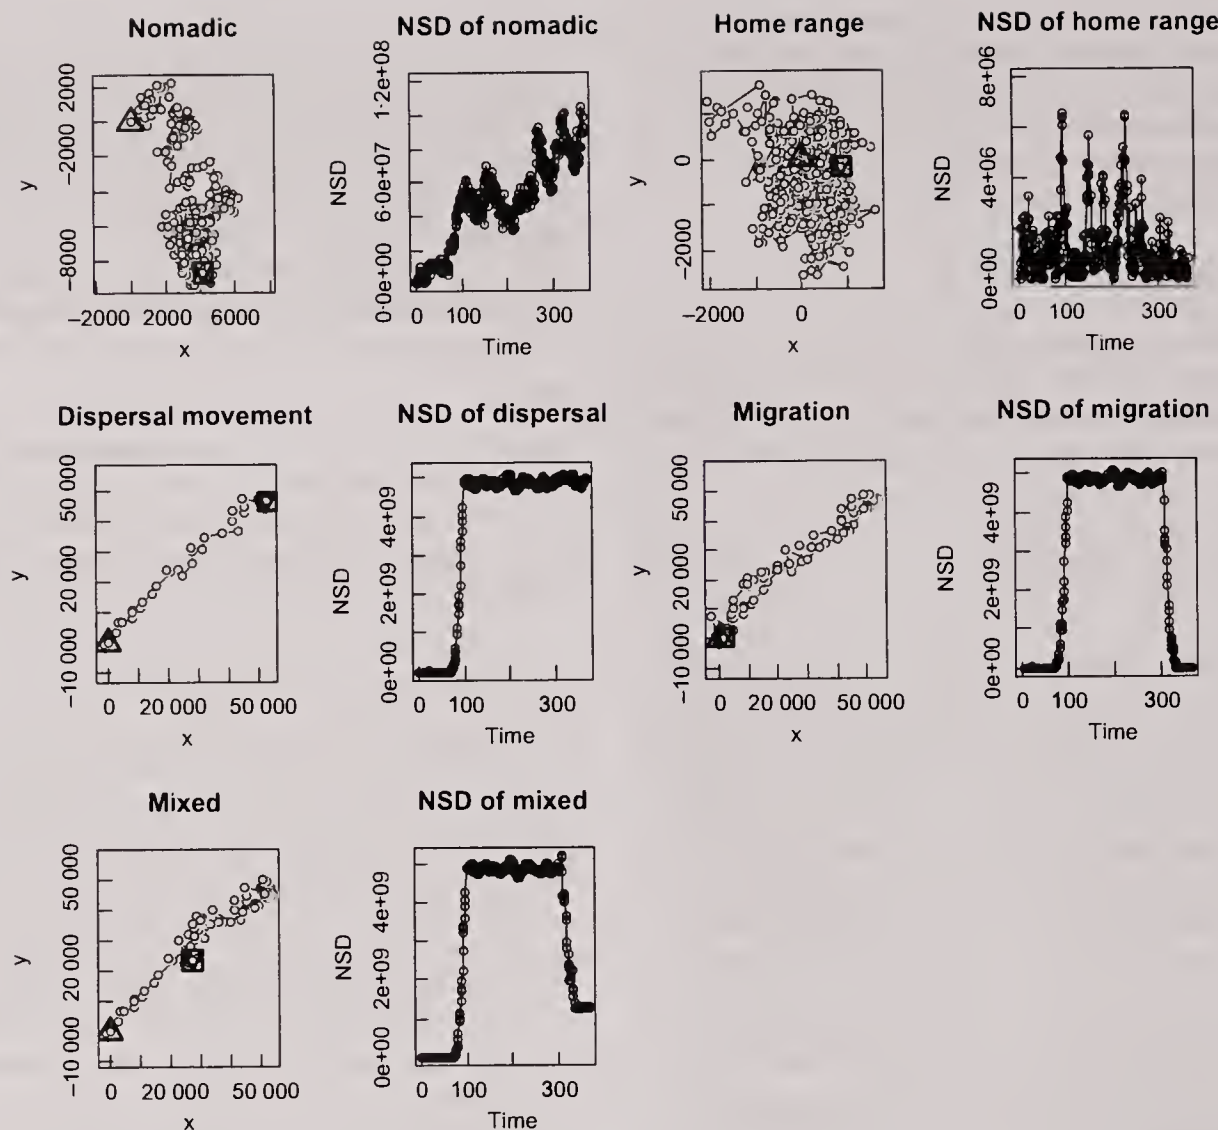 Nomadic
2000
−2000
−8000
y
−2000 2000 6000
x
NSD of nomadic
1·2e+08
6·0e+07
0·0e+00
NSD
0 100 300
Time
Home range
0
−2000
y
−2000 0
x
NSD of home range
8e+06
4e+06
0e+00
NSD
0 100 300
Time
Dispersal movement
50 000
20 000
−10 000
y
0 20 000 50 000
x
NSD of dispersal
4e+09
2e+09
0e+00
NSD
0 100 300
Time
Migration
50 000
20 000
−10 000
y
0 20 000 50 000
x
NSD of migration
4e+09
2e+09
0e+00
NSD
0 100 300
Time
Mixed
50 000
20 000
−10 000
y
0 20 000 50 000
x
NSD of mixed
4e+09
2e+09
0e+00
NSD
0 100 300
Time